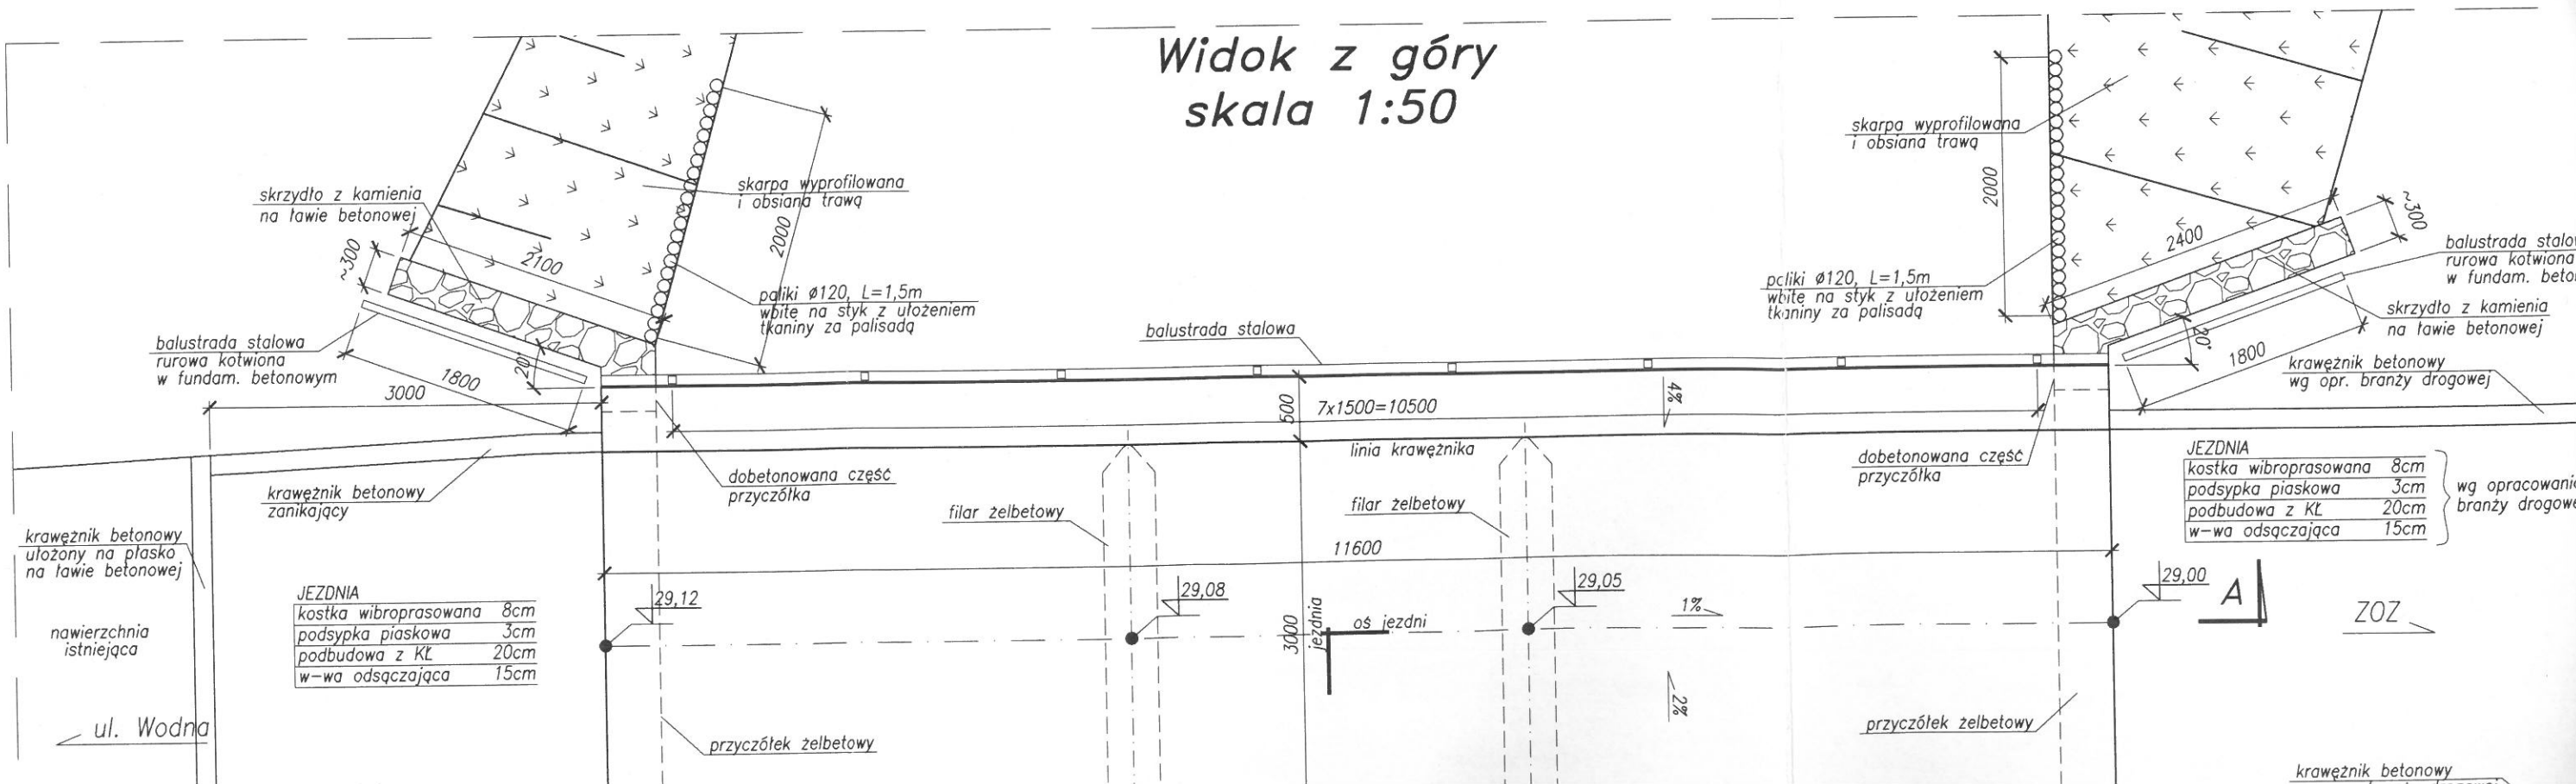 Widok z góry
skala 1:50
skrzydło z kamienia
na ławie betonowej
~300
2100
2000
skarpa wyprofilowana
i obsiana trawą
paliki ø120, L=1,5m
wbite na styk z ułożeniem
tkaniny za palisadą
balustrada stalowa
rurowa kotwiona
w fundam. betonowym
20°
1800
3000
balustrada stalowa
skarpa wyprofilowana
i obsiana trawą
2000
2400
~300
paliki ø120, L=1,5m
wbite na styk z ułożeniem
tkaniny za palisadą
rurowa kotwiona
w fundam.
skrzydło z kamienia
na ławie betonowej
20°
1800
krawężnik betonowy
wg opr. branży drogowej
500
7x1500=10500
4%
linia krawężnika
dobetonowana część
przyczółka
krawężnik betonowy
zanikający
filar żelbetowy
filar żelbetowy
dobetonowana część
przyczółka
JEZDNIA
kostka wibroprasowana 8cm
podsypka piaskowa 3cm
podbudowa z KŁ 20cm
w-wa odsączająca 15cm
wg
branży
krawężnik betonowy
ułożony na płasko
na ławie betonowej
11600
JEZDNIA
kostka wibroprasowana 8cm
podsypka piaskowa 3cm
podbudowa z KŁ 20cm
w-wa odsączająca 15cm
29,12
29,08
29,05
29,00
A
1%
oś jezdni
3000
jezdnia
ZOZ
nawierzchnia
istniejąca
2%
ul. Wodna
przyczółek żelbetowy
przyczółek żelbetowy
krawężnik betonowy